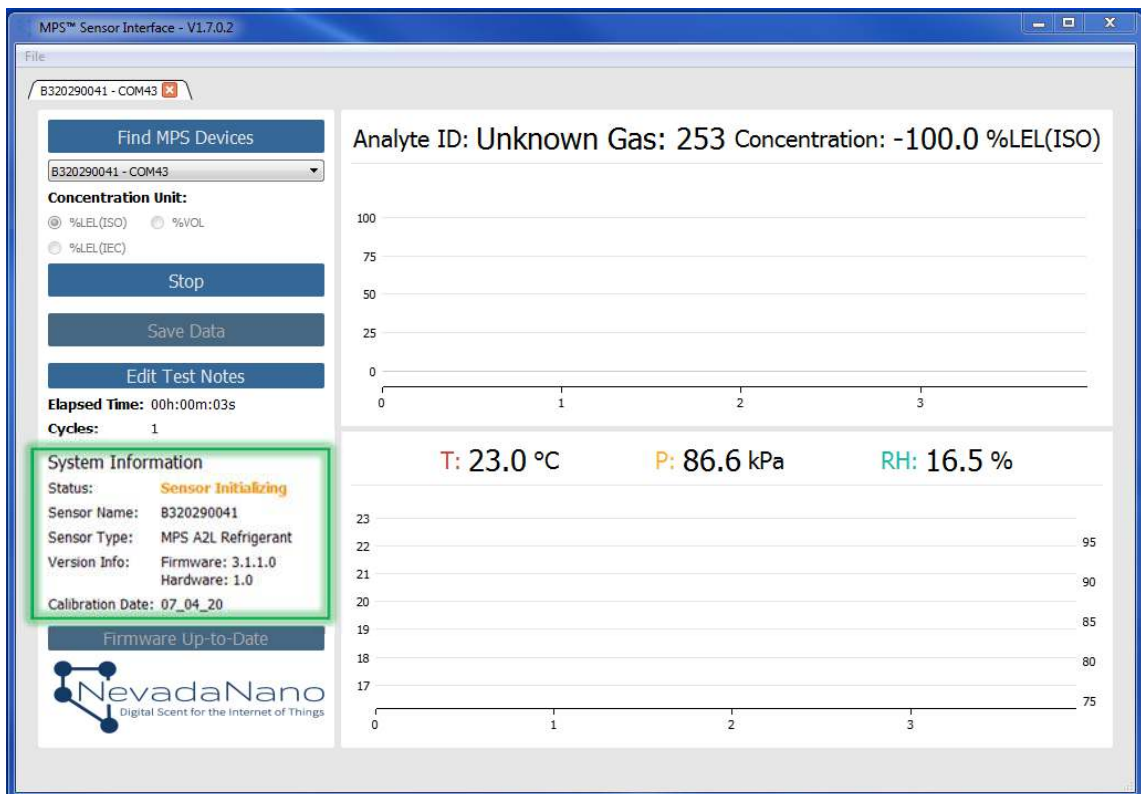 MPS™ Sensor Interface - V1.7.0.2
File
B320290041 - COM43
Find MPS Devices
B320290041 - COM43
Concentration Unit:
%LEL(ISO) %VOL
%LEL(IEC)
Stop
Save Data
Edit Test Notes
Elapsed Time: 00h:00m:03s
Cycles: 1
System Information
Status: Sensor Initializing
Sensor Name: B320290041
Sensor Type: MPS A2L Refrigerant
Version Info: Firmware: 3.1.1.0
Hardware: 1.0
Calibration Date: 07_04_20
Firmware Up-to-Date
NevadaNano
Digital Scent for the Internet of Things
Analyte ID: Unknown Gas: 253 Concentration: -100.0 %LEL(ISO)
100
75
50
25
0
0 1 2 3
T: 23.0 °C P: 86.6 kPa RH: 16.5 %
23
22
21
20
19
18
17
95
90
85
80
75
0 1 2 3